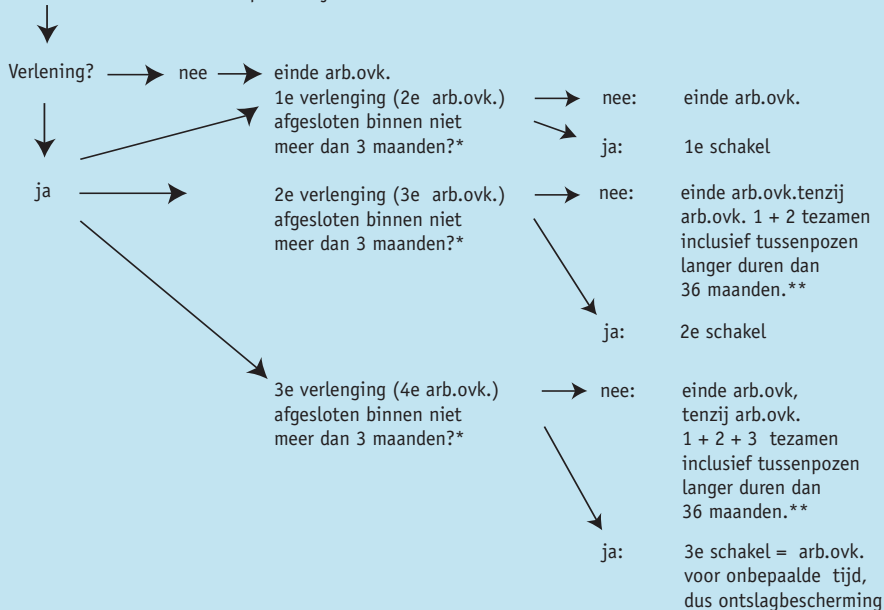 Verlening? nee einde arb.ovk.
1e verlenging (2e arb.ovk.) nee: einde arb.ovk.
afgesloten binnen niet
meer dan 3 maanden?* ja: 1e schakel
ja
2e verlenging (3e arb.ovk.) nee: einde arb.ovk.tenzij
afgesloten binnen niet arb.ovk. 1 + 2 tezamen
meer dan 3 maanden?* inclusief tussenpozen
langer duren dan
36 maanden.**
ja: 2e schakel
3e verlenging (4e arb.ovk.) nee: einde arb.ovk,
afgesloten binnen niet tenzij arb.ovk.
meer dan 3 maanden?* 1 + 2 + 3 tezamen
inclusief tussenpozen
langer duren dan
36 maanden.**
ja: 3e schakel = arb.ovk.
voor onbepaalde tijd,
dus ontslagbescherming